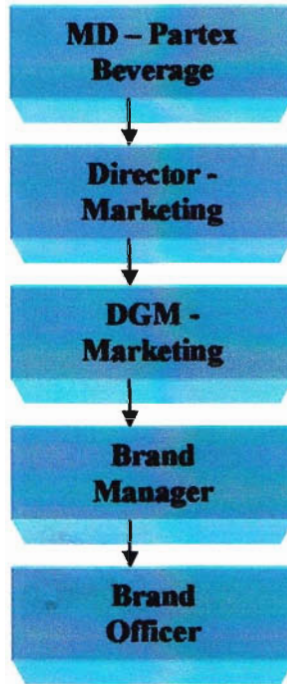 MD – Partex
Beverage
Director -
Marketing
DGM -
Marketing
Brand
Manager
Brand
Officer